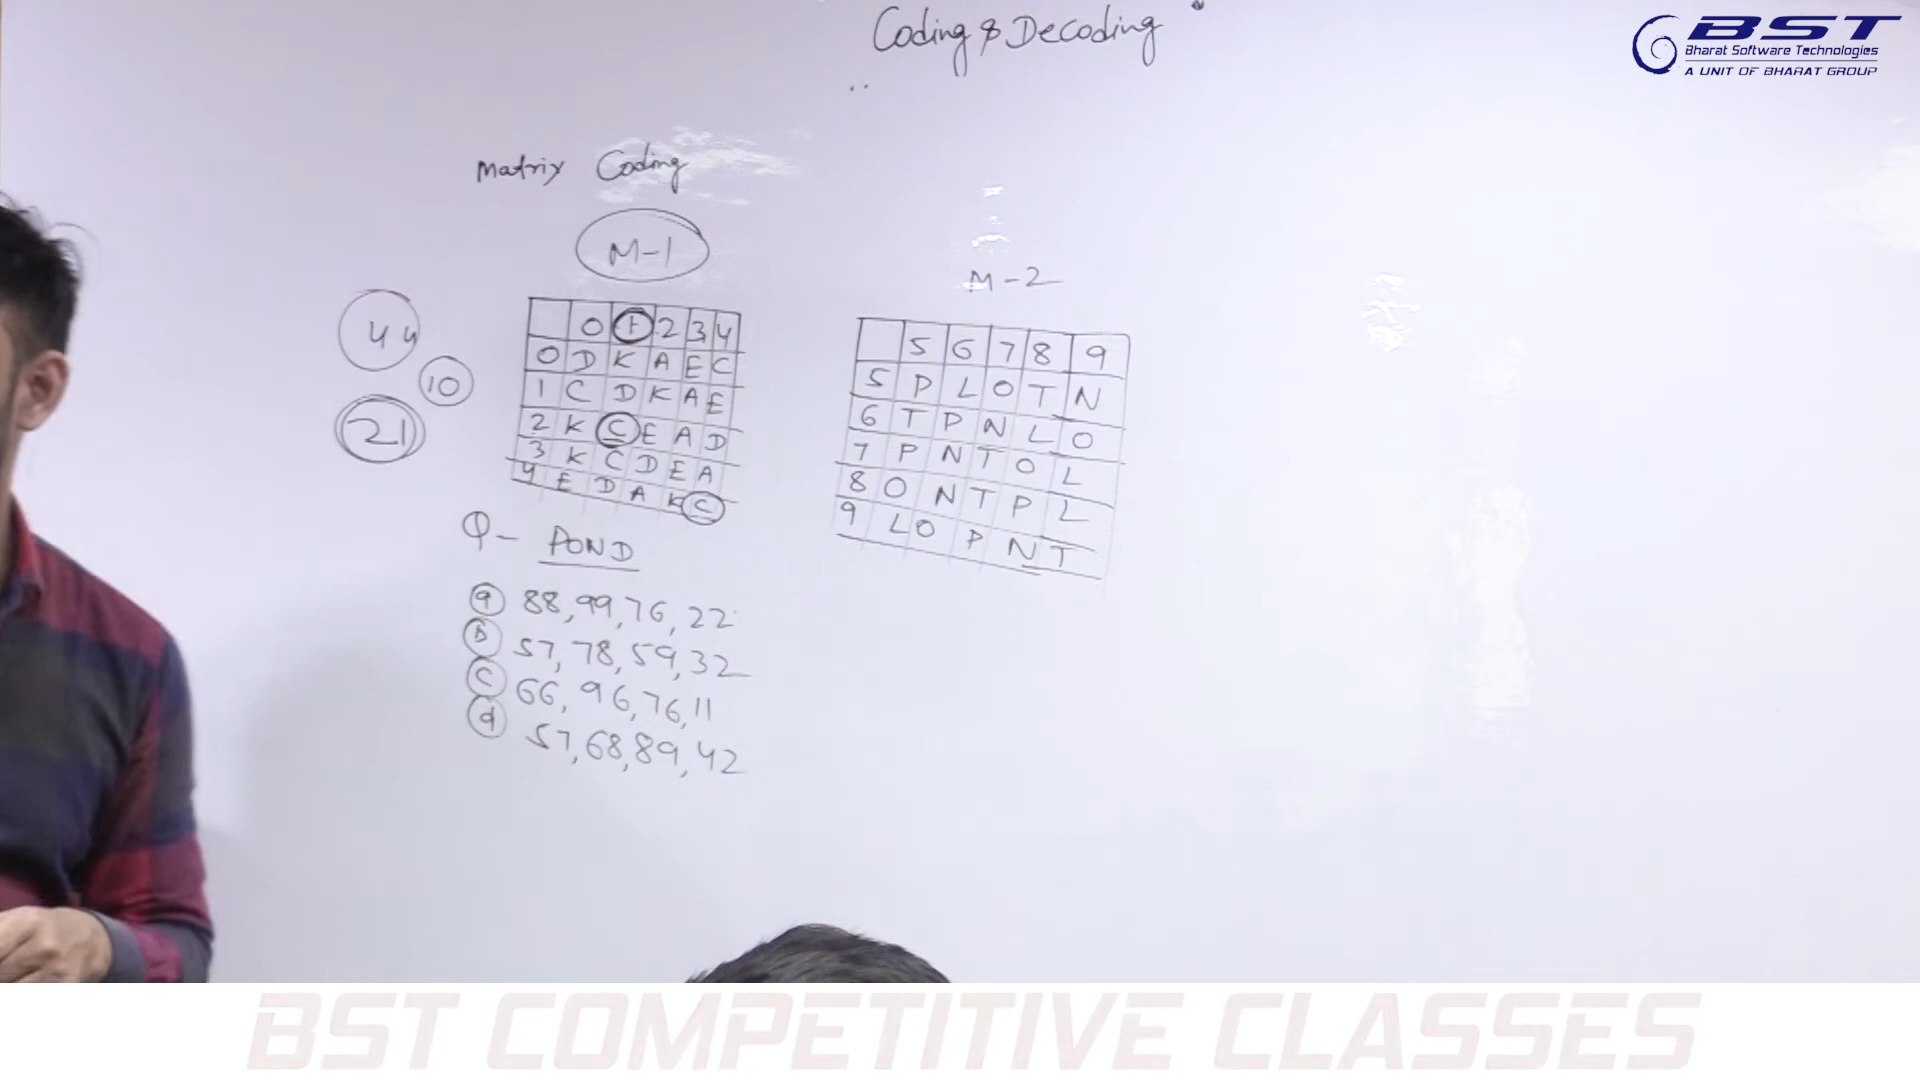 Coding & Decoding
BST
Bharat Software Technologies
A UNIT OF BHARAT GROUP
Matrix Coding
M-1
44
10
21
0 1 2 3 4
0 D K A E C
1 C D K A E
2 K C E A D
3 K C D E A
4 E D A K C
M-2
5 6 7 8 9
5 P L O T N
6 T P N L O
7 P N T O L
8 O N T P L
9 L O P N T
Q- POND
a 88, 99, 76, 22
b 57, 78, 59, 32
c 66, 96, 76, 11
d 57, 68, 89, 42
BST COMPETITIVE CLASSES